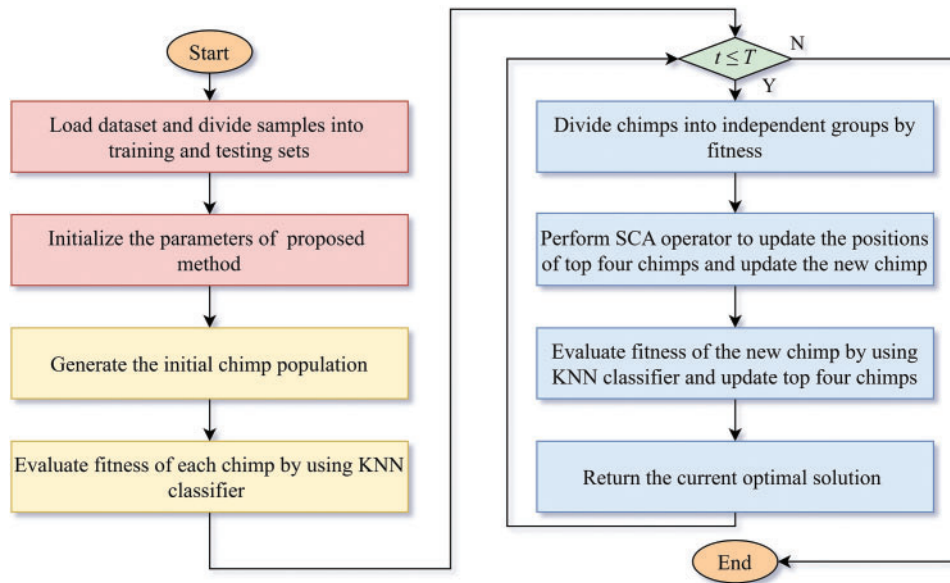 Start
Load dataset and divide samples into
training and testing sets
Initialize the parameters of proposed
method
Generate the initial chimp population
Evaluate fitness of each chimp by using KNN
classifier
t ≤ T
N
Y
Divide chimps into independent groups by
fitness
Perform SCA operator to update the positions
of top four chimps and update the new chimp
Evaluate fitness of the new chimp by using
KNN classifier and update top four chimps
Return the current optimal solution
End